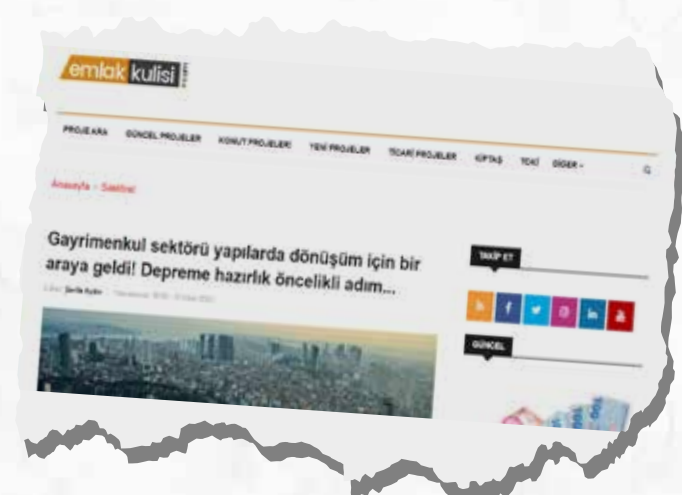 emlak kulisi
PROJE ARA GÜNCEL PROJELER KONUT PROJELERİ YENİ PROJELER TİCARİ PROJELER KİPTAŞ TOKİ DİĞER
Anasayfa - Sektörel
Gayrimenkul sektörü yapılarda dönüşüm için bir
araya geldi! Depreme hazırlık öncelikli adım...
TAKİP ET
GÜNCEL
100